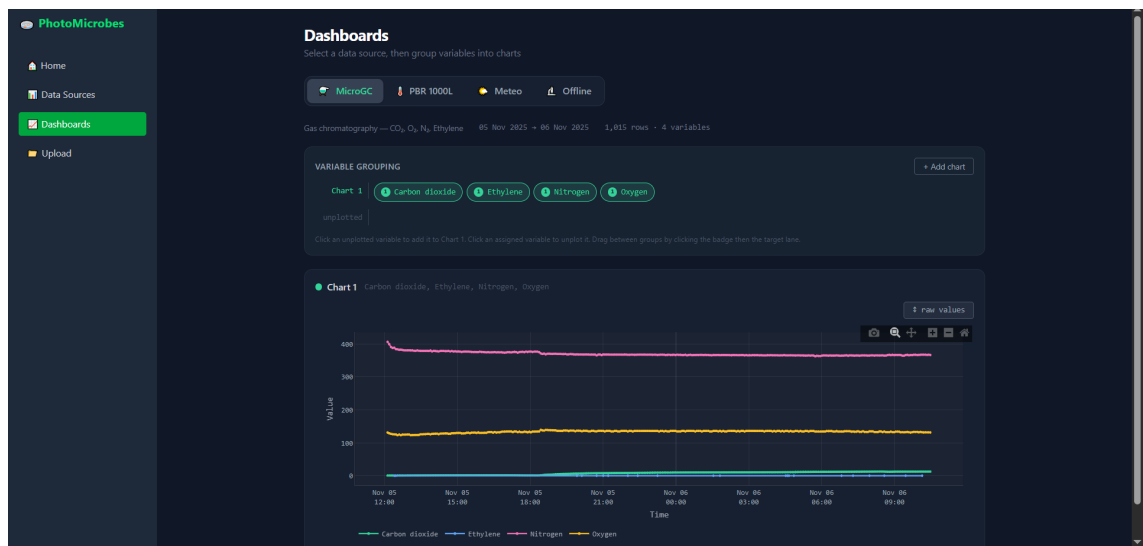 PhotoMicrobes
Home
Data Sources
Dashboards
Upload
Dashboards
Select a data source, then group variables into charts
MicroGC PBR 1000L Meteo Offline
Gas chromatography — CO₂, O₂, N₂, Ethylene 05 Nov 2025 → 06 Nov 2025 1,015 rows · 4 variables
VARIABLE GROUPING
+ Add chart
Chart 1 1 Carbon dioxide 1 Ethylene 1 Nitrogen 1 Oxygen
unplotted
Click an unplotted variable to add it to Chart 1. Click an assigned variable to unplot it. Drag between groups by clicking the badge then the target lane.
Chart 1 Carbon dioxide, Ethylene, Nitrogen, Oxygen
↕ raw values
400
300
200
100
0
Value
Nov 05 Nov 05 Nov 05 Nov 05 Nov 06 Nov 06 Nov 06 Nov 06
12:00 15:00 18:00 21:00 00:00 03:00 06:00 09:00
Time
Carbon dioxide Ethylene Nitrogen Oxygen